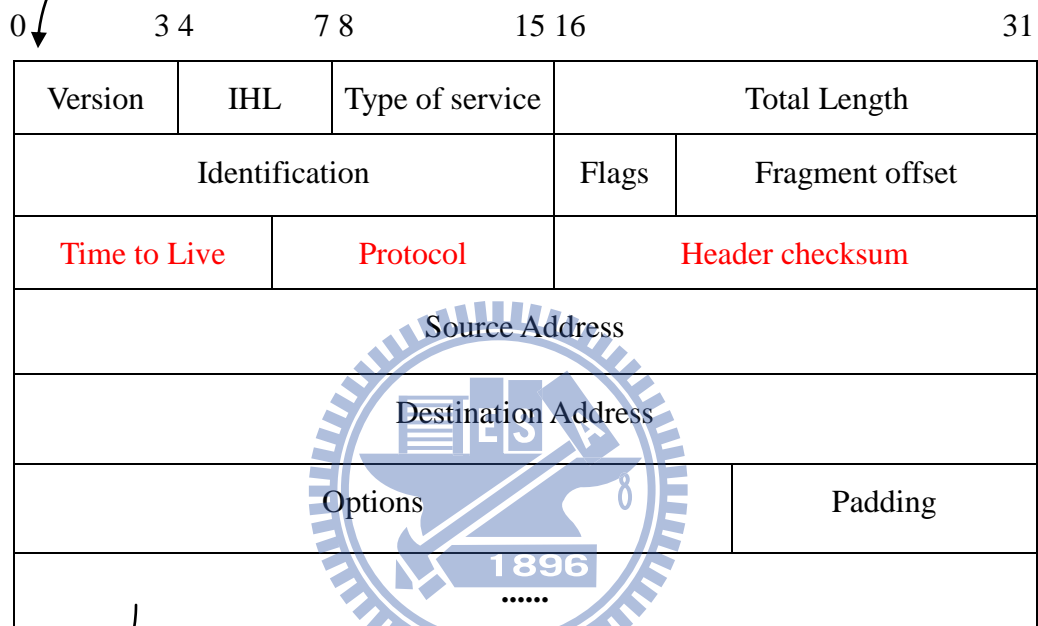 0 3 4 7 8 15 16 31
Version IHL Type of service Total Length
Identification Flags Fragment offset
Time to Live Protocol Header checksum
Source Address
Destination Address
E S A
Options Padding
1896
......